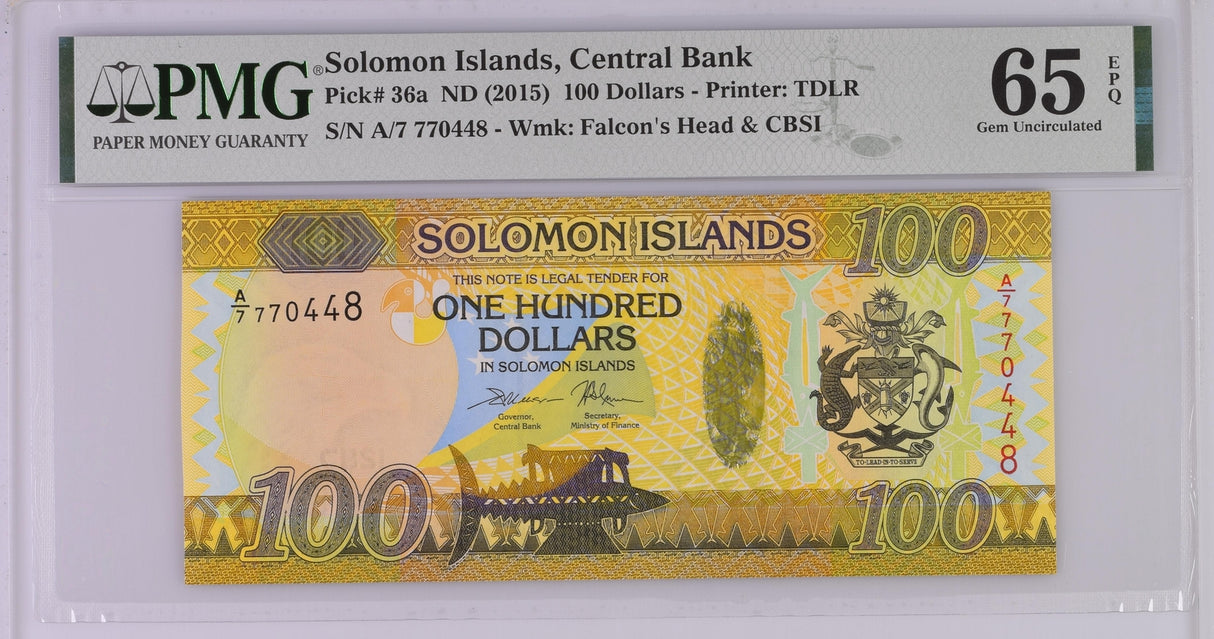 PMG®
PAPER MONEY GUARANTY
Solomon Islands, Central Bank
Pick# 36a ND (2015) 100 Dollars - Printer: TDLR
S/N A/7 770448 - Wmk: Falcon's Head & CBSI
65
EPQ
Gem Uncirculated
SOLOMON ISLANDS
100
THIS NOTE IS LEGAL TENDER FOR
A/7 770448
ONE HUNDRED
DOLLARS
IN SOLOMON ISLANDS
Governor,
Central Bank
Secretary,
Ministry of Finance
A/7 770448
CBSI
TO-LEAD-IS-TO-SERVE
100
100